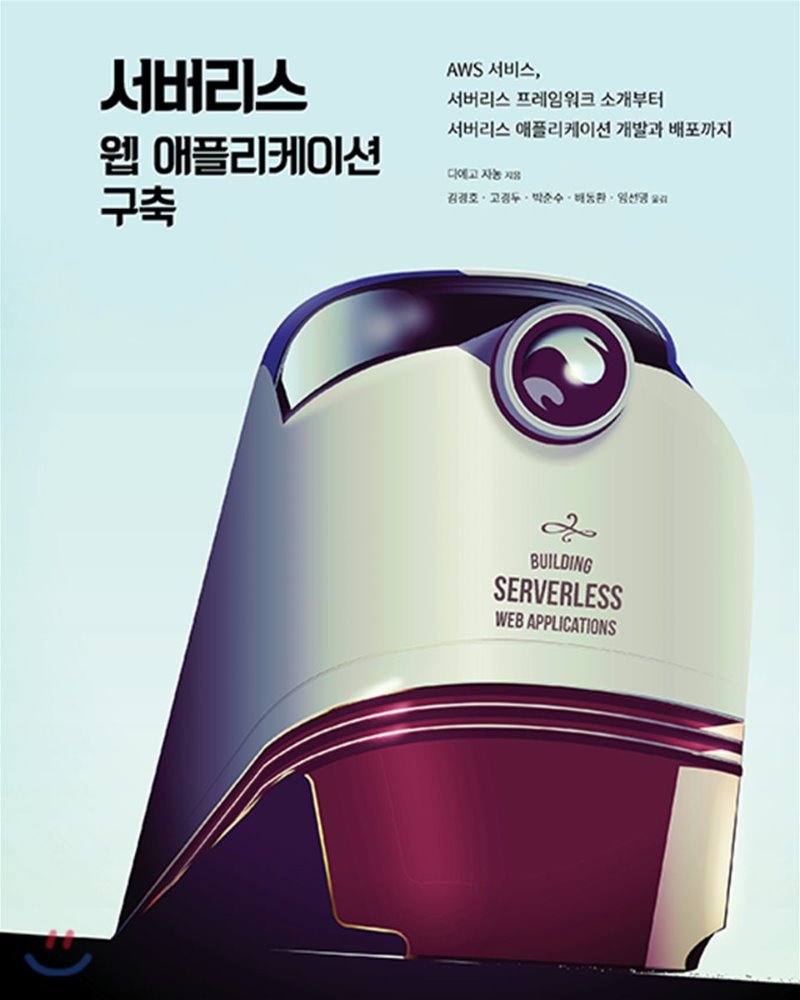 서버리스
웹 애플리케이션
구축
AWS 서비스,
서버리스 프레임워크 소개부터
서버리스 애플리케이션 개발과 배포까지
디에고 자농 지음
김경호 · 고경두 · 박준수 · 배동환 · 임선영 옮김
BUILDING
SERVERLESS
WEB APPLICATIONS